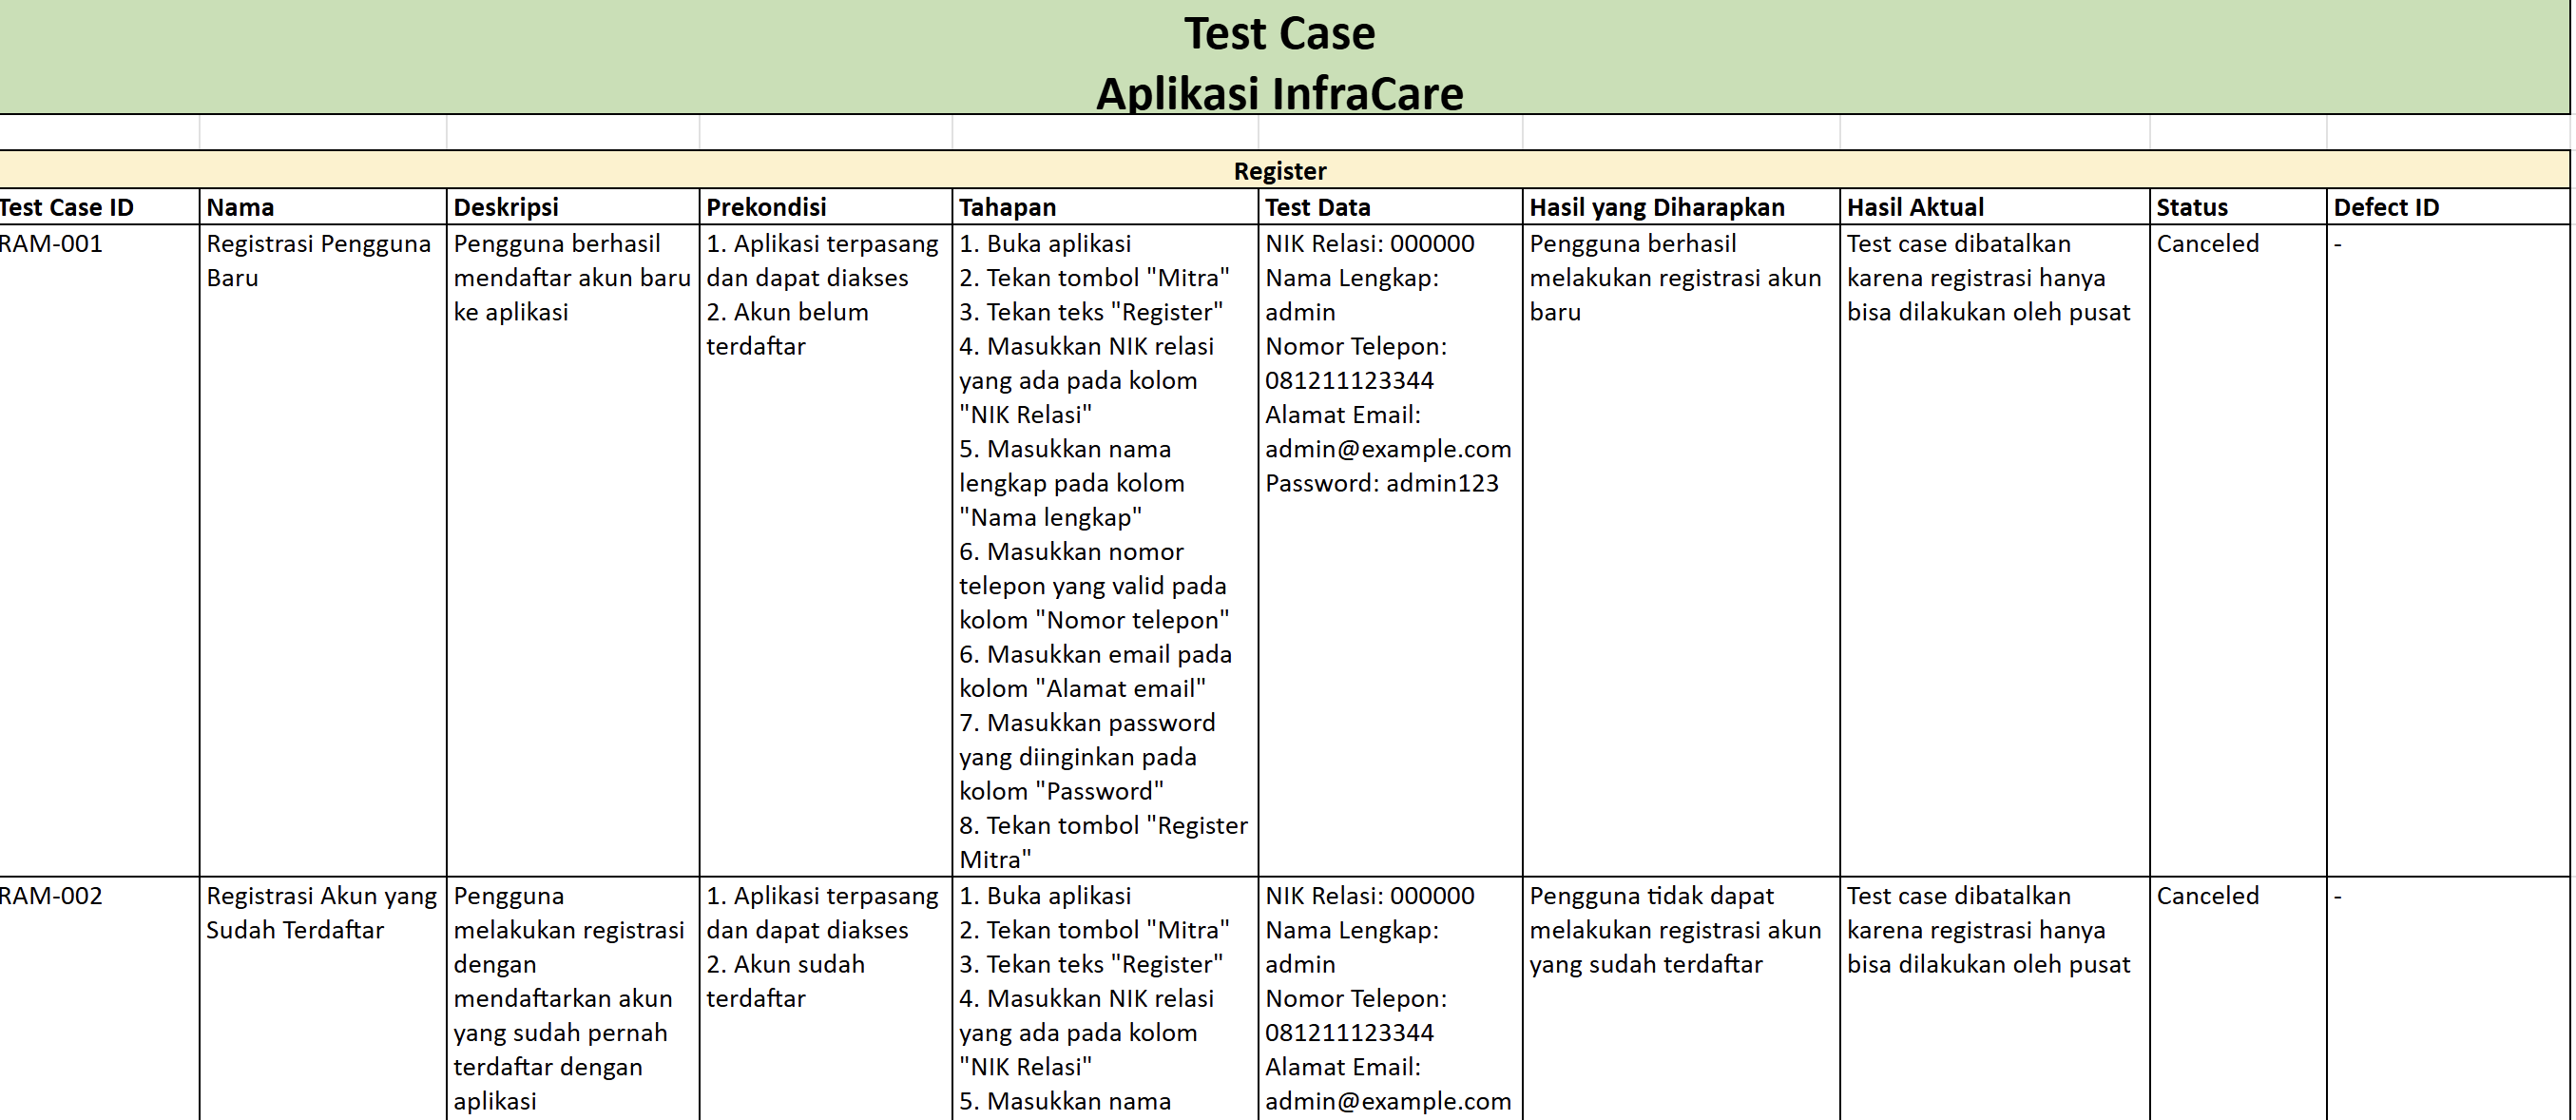 Test Case
Aplikasi InfraCare
Register
Test Case ID
Nama
Deskripsi
Prekondisi
Tahapan
Test Data
Hasil yang Diharapkan
Hasil Aktual
Status
Defect ID
RAM-001
Registrasi Pengguna
Baru
Pengguna berhasil
mendaftar akun baru
ke aplikasi
1. Aplikasi terpasang
dan dapat diakses
2. Akun belum
terdaftar
1. Buka aplikasi
2. Tekan tombol "Mitra"
3. Tekan teks "Register"
4. Masukkan NIK relasi
yang ada pada kolom
"NIK Relasi"
5. Masukkan nama
lengkap pada kolom
"Nama lengkap"
6. Masukkan nomor
telepon yang valid pada
kolom "Nomor telepon"
6. Masukkan email pada
kolom "Alamat email"
7. Masukkan password
yang diinginkan pada
kolom "Password"
8. Tekan tombol "Register
Mitra"
NIK Relasi: 000000
Nama Lengkap:
admin
Nomor Telepon:
081211123344
Alamat Email:
admin@example.com
Password: admin123
Pengguna berhasil
melakukan registrasi akun
baru
Test case dibatalkan
karena registrasi hanya
bisa dilakukan oleh pusat
Canceled
-
RAM-002
Registrasi Akun yang
Sudah Terdaftar
Pengguna
melakukan registrasi
dengan
mendaftarkan akun
yang sudah pernah
terdaftar dengan
aplikasi
1. Aplikasi terpasang
dan dapat diakses
2. Akun sudah
terdaftar
1. Buka aplikasi
2. Tekan tombol "Mitra"
3. Tekan teks "Register"
4. Masukkan NIK relasi
yang ada pada kolom
"NIK Relasi"
5. Masukkan nama
NIK Relasi: 000000
Nama Lengkap:
admin
Nomor Telepon:
081211123344
Alamat Email:
admin@example.com
Pengguna tidak dapat
melakukan registrasi akun
yang sudah terdaftar
Test case dibatalkan
karena registrasi hanya
bisa dilakukan oleh pusat
Canceled
-